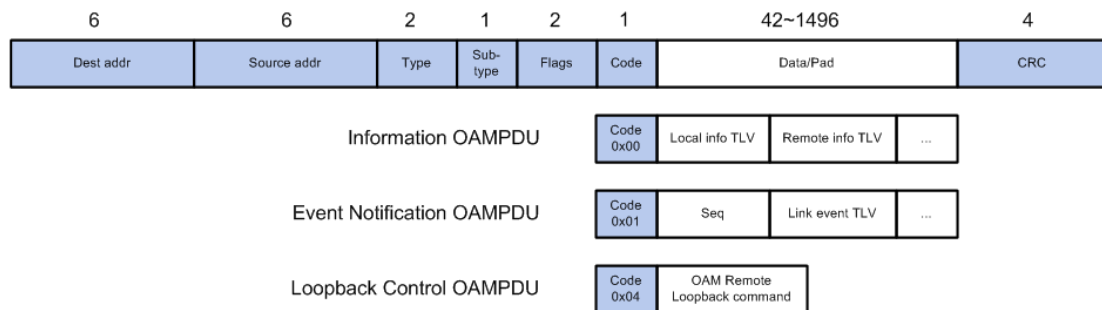 6 6 2 1 2 1 42~1496 4
Dest addr Source addr Type Sub-type Flags Code Data/Pad CRC
Information OAMPDU Code 0x00 Local info TLV Remote info TLV ...
Event Notification OAMPDU Code 0x01 Seq Link event TLV ...
Loopback Control OAMPDU Code 0x04 OAM Remote Loopback command